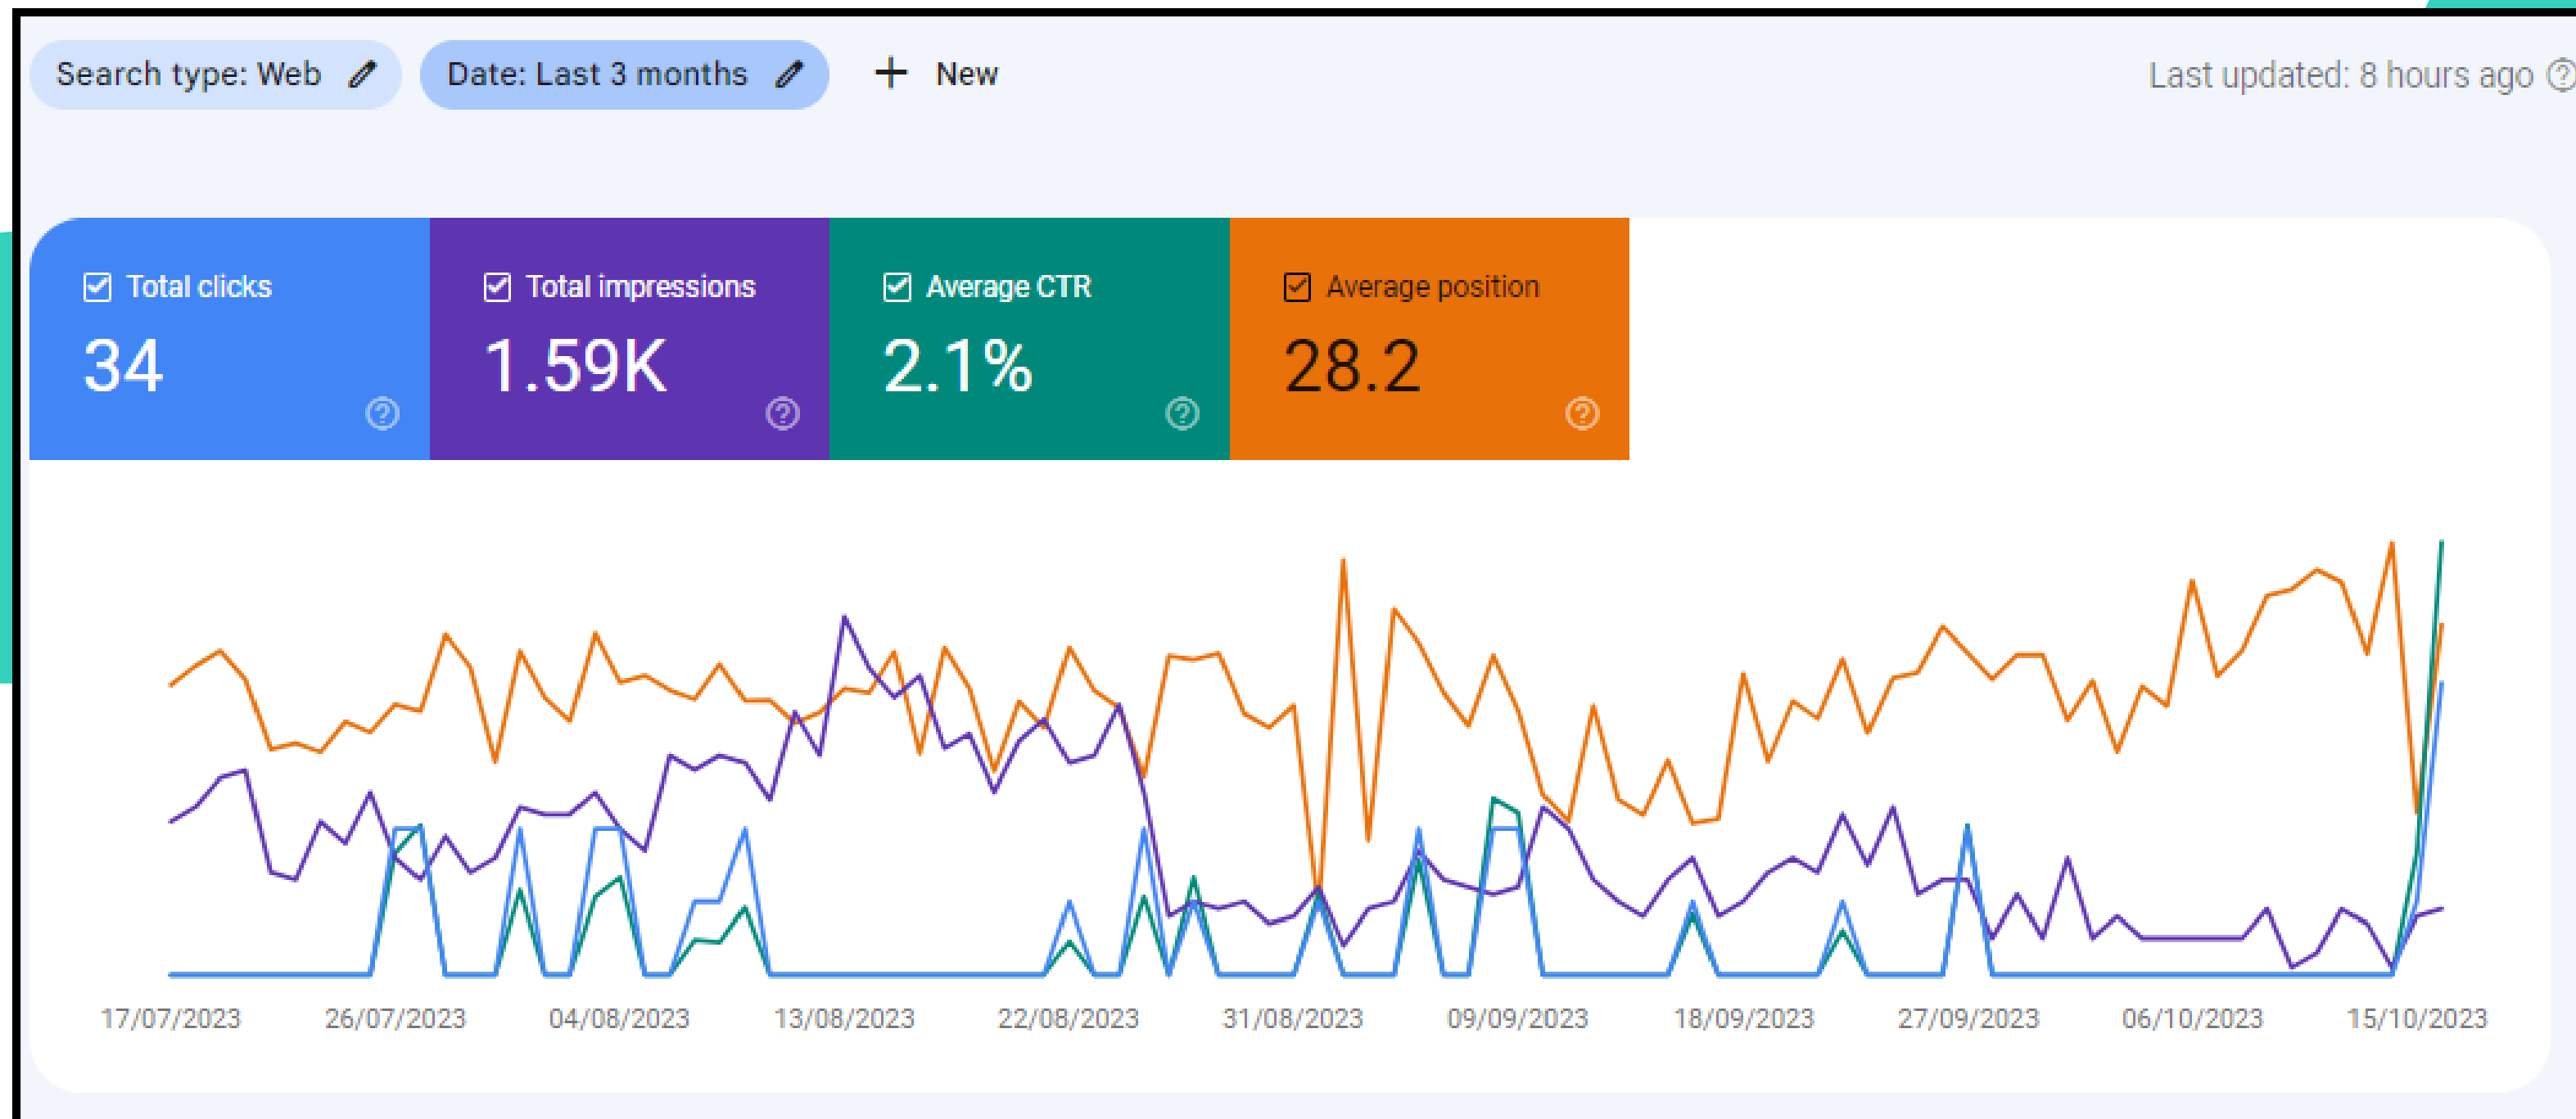 Search type: Web
Date: Last 3 months
+ New
Last updated: 8 hours ago
Total clicks
34
Total impressions
1.59K
Average CTR
2.1%
Average position
28.2
17/07/2023 26/07/2023 04/08/2023 13/08/2023 22/08/2023 31/08/2023 09/09/2023 18/09/2023 27/09/2023 06/10/2023 15/10/2023